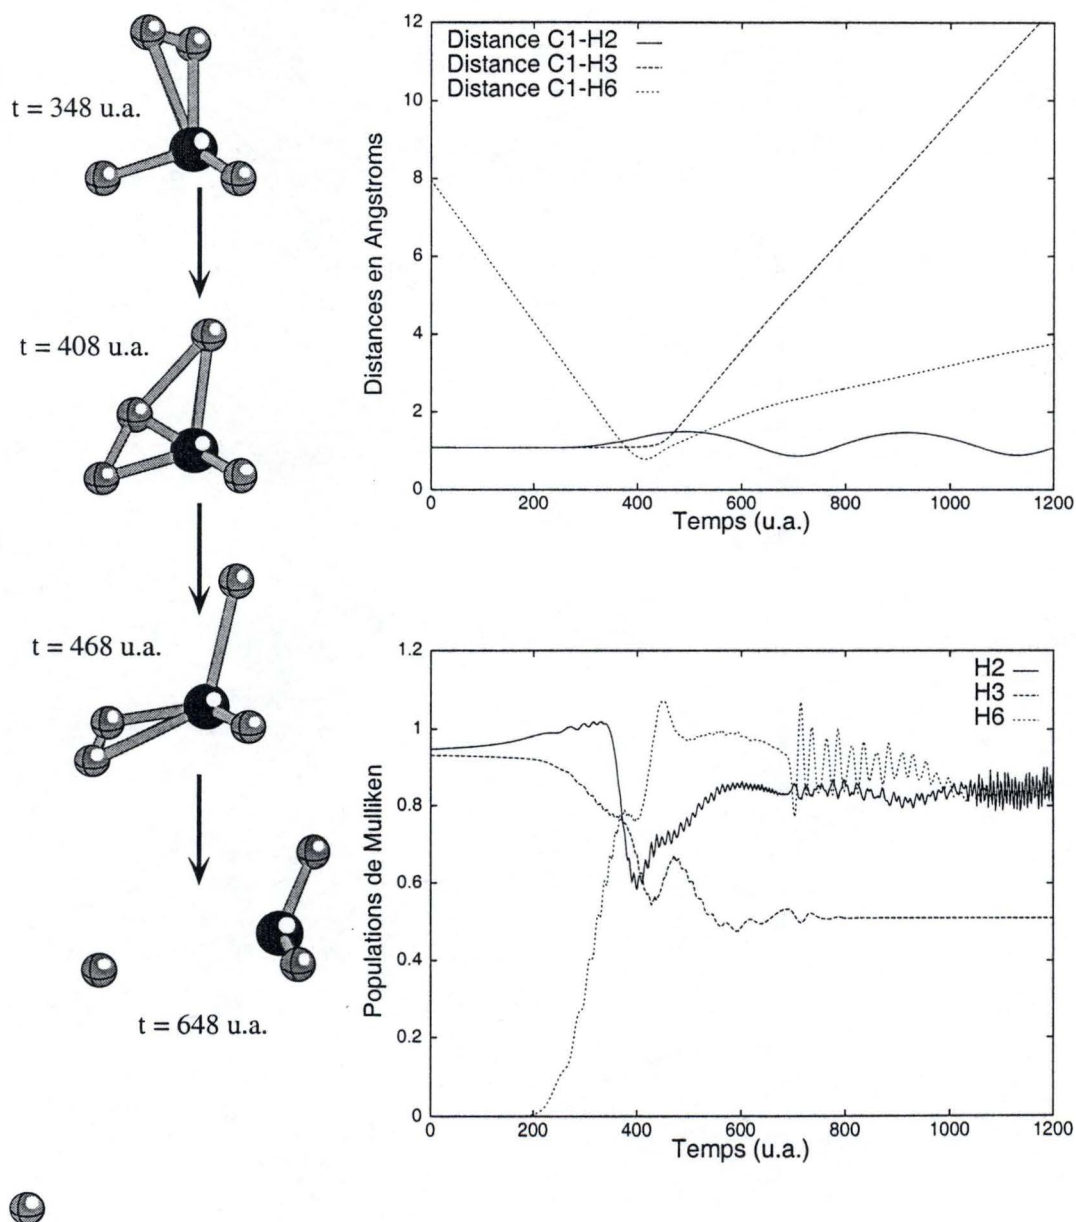 t = 348 u.a.
t = 408 u.a.
t = 468 u.a.
t = 648 u.a.
Distance C1-H2
Distance C1-H3
Distance C1-H6
12
10
8
6
4
2
0
Distances en Angstroms
0 200 400 600 800 1000 1200
Temps (u.a.)
H2
H3
H6
1.2
1
0.8
0.6
0.4
0.2
0
Populations de Mulliken
0 200 400 600 800 1000 1200
Temps (u.a.)